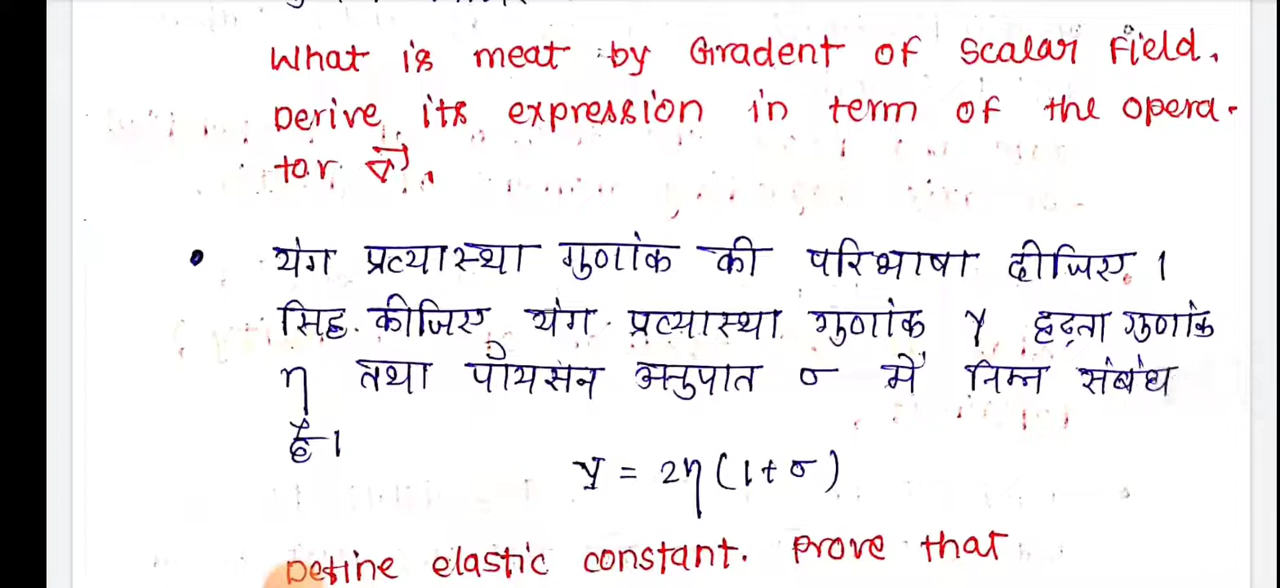 What is meat by Gradent of scalar Field.
Derive its expression in term of the opera-
tor ∇⃗.
• यंग प्रत्यास्था गुणांक की परिभाषा दीजिए।
सिद्ध कीजिए यंग प्रत्यास्था गुणांक Y दृढ़ता गुणांक
η तथा पॉयसन अनुपात σ में निम्न संबंध
है।
Y = 2η(1+σ)
Define elastic constant. Prove that